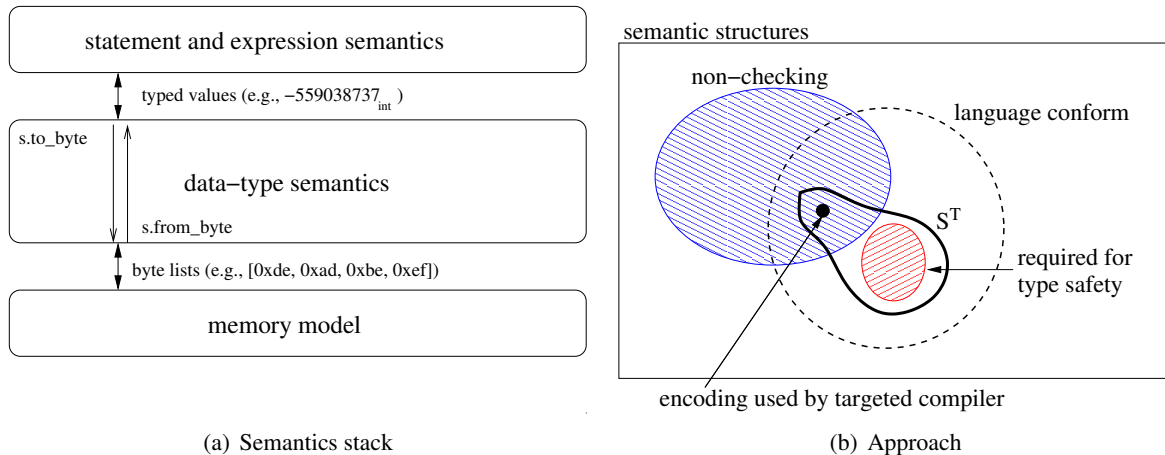 statement and expression semantics
typed values (e.g., −559038737int )
s.to_byte
data−type semantics
s.from_byte
byte lists (e.g., [0xde, 0xad, 0xbe, 0xef])
memory model
(a) Semantics stack
semantic structures
non−checking
language conform
S^T
required for
type safety
encoding used by targeted compiler
(b) Approach